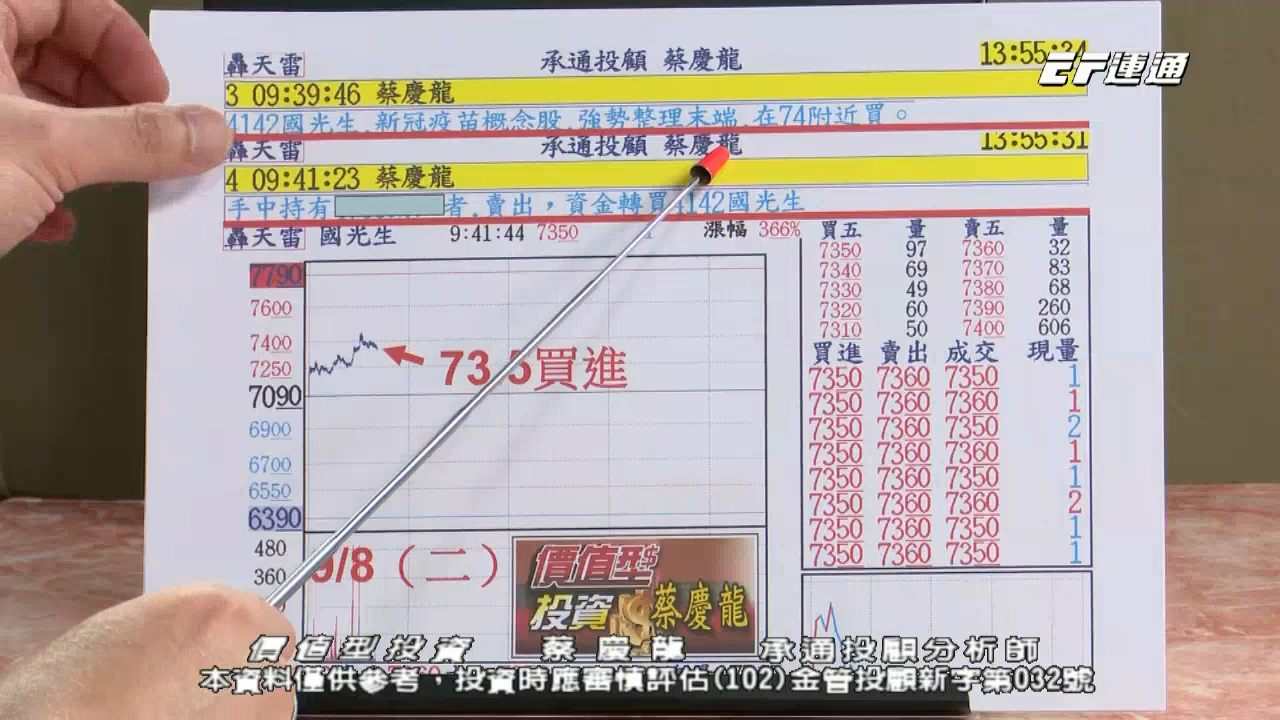 轟天雷 承通投顧 蔡慶龍 13:55:24
EF運通
3 09:39:46 蔡慶龍
4142國光生.新冠疫苗概念股.強勢整理末端.在74附近買。
轟天雷 承通投顧 蔡慶龍 13:55:31
4 09:41:23 蔡慶龍
手中持有 者.賣出，資金轉買4142國光生
轟天雷 國光生 9:41:44 7350 1 漲幅 366% 買五 量 賣五 量
7350 97 7360 32
7790 7340 69 7370 83
7330 49 7380 68
7600 7320 60 7390 260
7310 50 7400 606
7400 買進 賣出 成交 現量
7250 73.5買進 7350 7360 7350 1
7090 7350 7360 7360 1
6900 7350 7360 7350 2
7350 7360 7360 1
6700 7350 7360 7350 1
6550 7350 7360 7360 2
6390 7350 7360 7350 1
480 7350 7360 7350 1
360 9/8（二） 價值型
投資 $ 蔡慶龍
價值型投資 蔡慶龍 承通投顧分析師
本資料僅供參考，投資時應審慎評估(102)金管投顧新字第032號